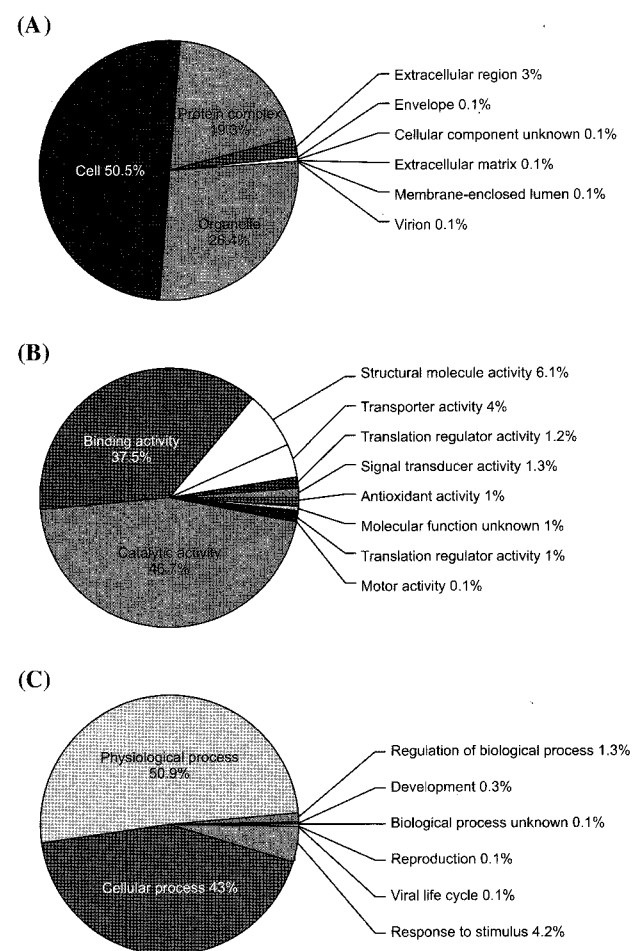 (A)
Protein complex
19.3%
Cell 50.5%
Organelle
26.4%
Extracellular region 3%
Envelope 0.1%
Cellular component unknown 0.1%
Extracellular matrix 0.1%
Membrane-enclosed lumen 0.1%
Virion 0.1%
(B)
Binding activity
37.5%
Catalytic activity
46.7%
Structural molecule activity 6.1%
Transporter activity 4%
Translation regulator activity 1.2%
Signal transducer activity 1.3%
Antioxidant activity 1%
Molecular function unknown 1%
Translation regulator activity 1%
Motor activity 0.1%
(C)
Physiological process
50.9%
Cellular process 43%
Regulation of biological process 1.3%
Development 0.3%
Biological process unknown 0.1%
Reproduction 0.1%
Viral life cycle 0.1%
Response to stimulus 4.2%